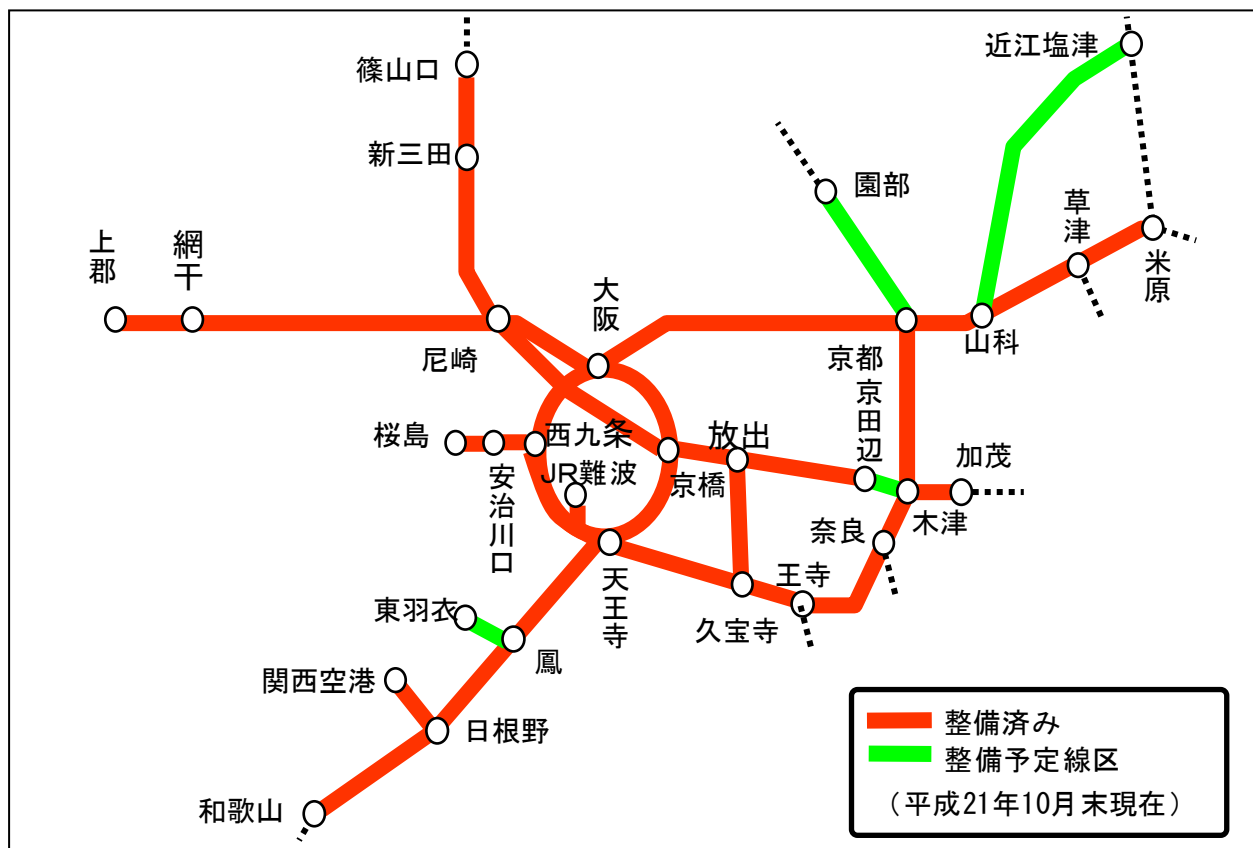 近江塩津
篠山口
新三田
園部
草津
米原
上郡
網干
大阪
尼崎
京都
山科
京田辺
桜島
西九条
放出
JR難波
京橋
加茂
安治川口
木津
奈良
王寺
天王寺
久宝寺
東羽衣
鳳
関西空港
日根野
和歌山
整備済み
整備予定線区
（平成21年10月末現在）